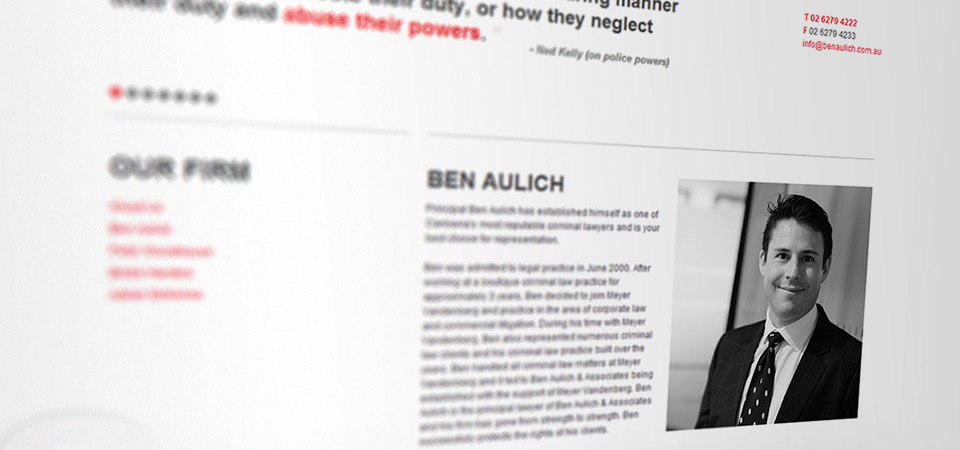 manner
their duty, or how they neglect
their duty and abuse their powers.
- Ned Kelly (on police powers)
T 02 6279 4222
F 02 6279 4233
info@benaulich.com.au
OUR FIRM
About Us
Ben Aulich
BEN AULICH
Principal Ben Aulich has established himself as one of
Canberra's most reputable criminal lawyers and is your
best choice for representation.
Ben was admitted to legal practice in June 2000. After
working at a boutique criminal law practice for
approximately 3 years, Ben decided to join Meyer
Vandenberg and practice in the area of corporate law
and commercial litigation. During his time with Meyer
Vandenberg, Ben also represented numerous criminal
law clients and his criminal law practice built over the
years. Ben handled all criminal law matters at Meyer
Vandenberg and it led to Ben Aulich & Associates being
established with the support of Meyer Vandenberg. Ben
Aulich is the principal lawyer of Ben Aulich & Associates
and his firm has gone from strength to strength. Ben
successfully protects the rights of his clients.